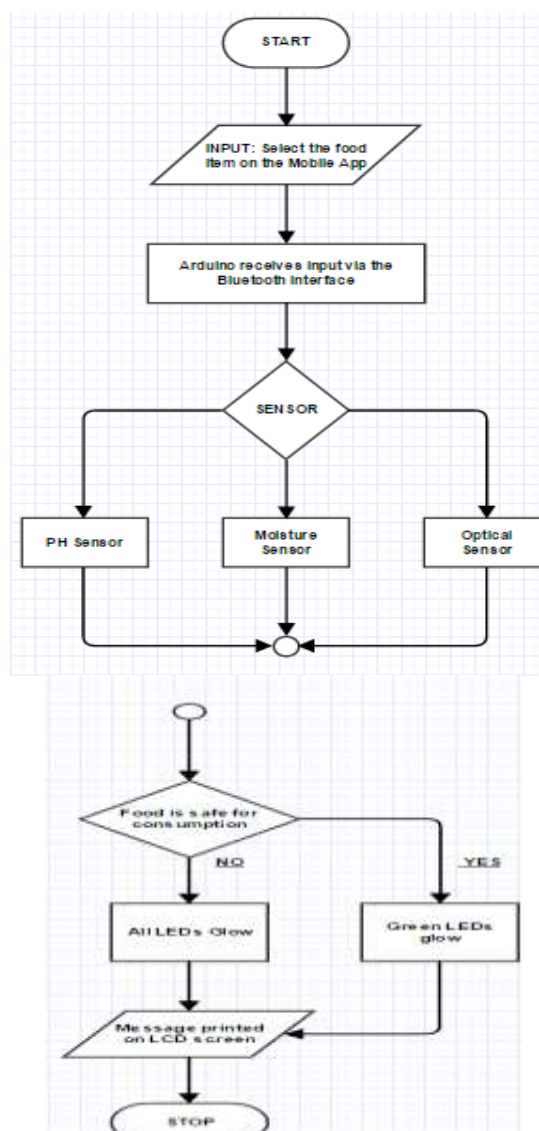 START
INPUT: Select the food
Item on the Mobile App
Arduino receives Input via the
Bluetooth Interface
SENSOR
PH Sensor
Moisture
Sensor
Optical
Sensor
Food is safe for
consumption
NO
YES
All LEDs Glow
Green LEDs
glow
Message printed
on LCD screen
STOP